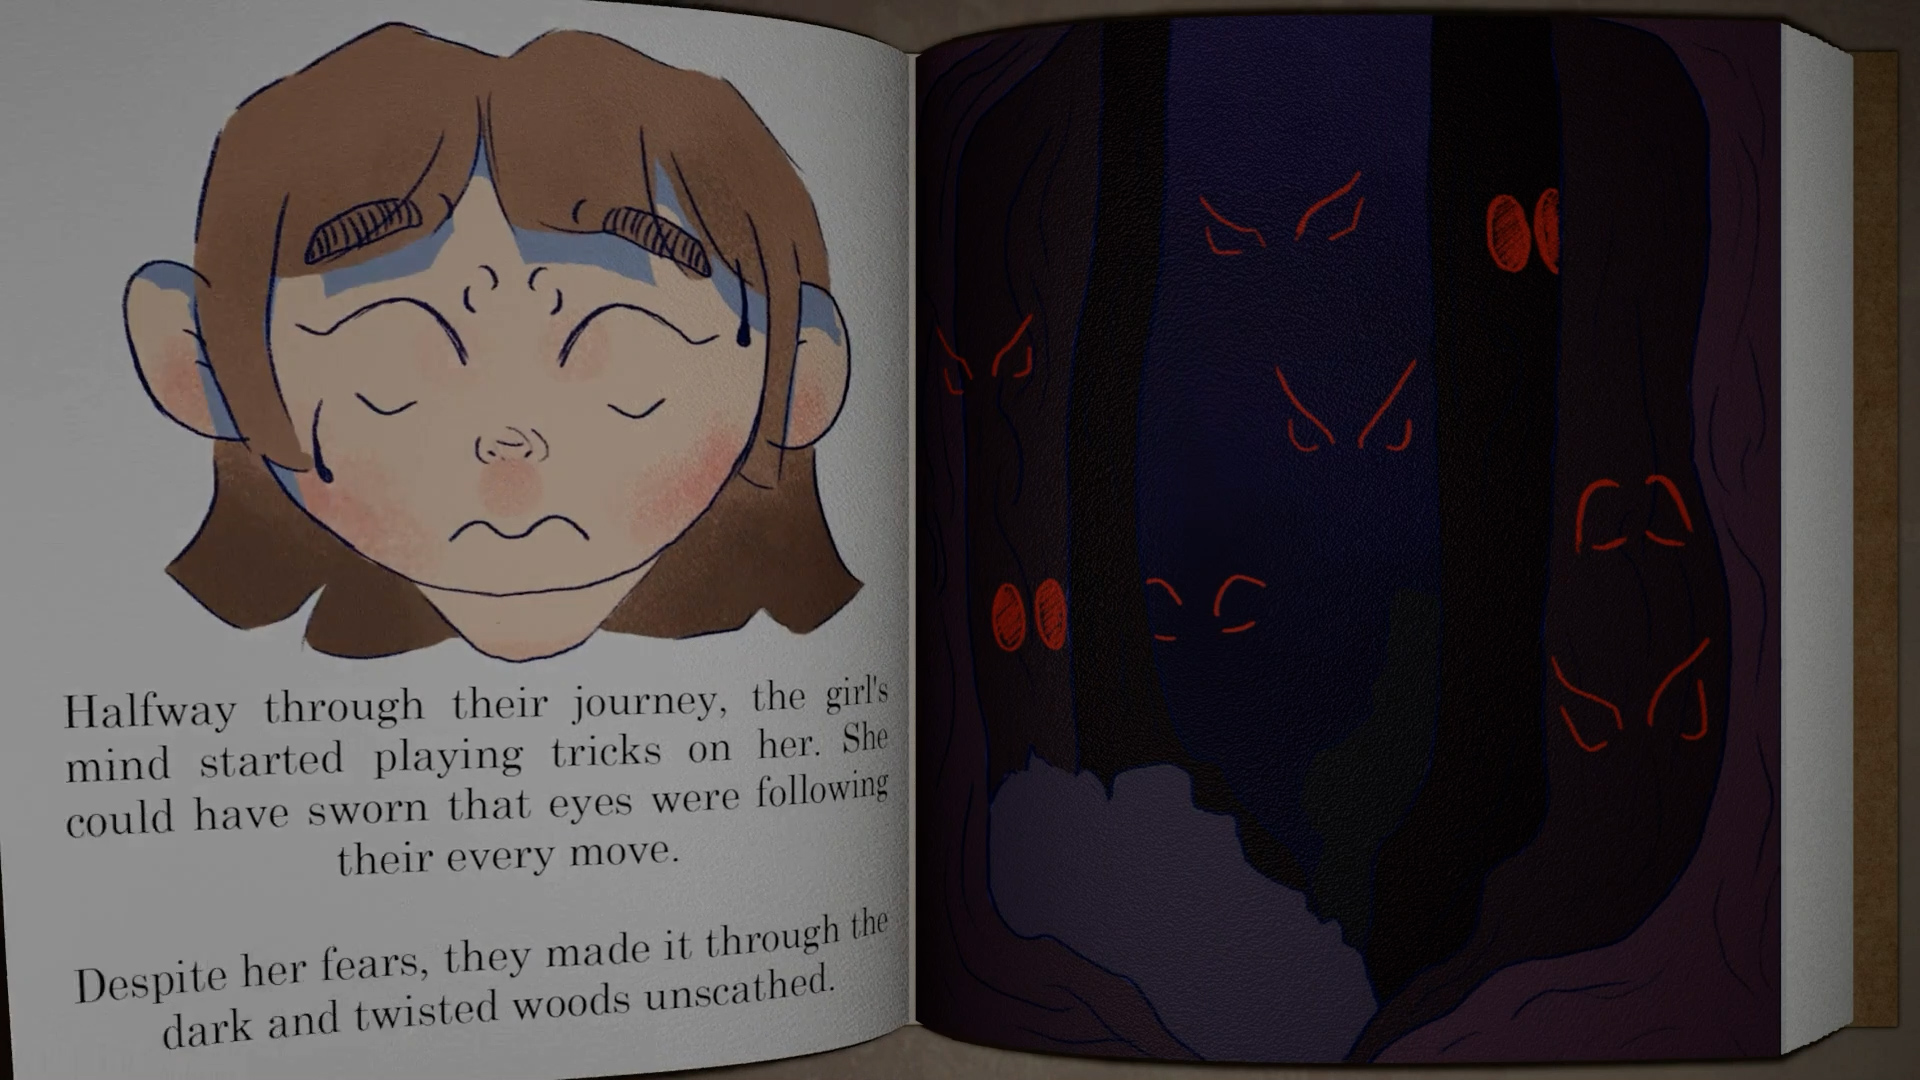 Halfway through their journey, the girl's
mind started playing tricks on her. She
could have sworn that eyes were following
their every move.
Despite her fears, they made it through the
dark and twisted woods unscathed.